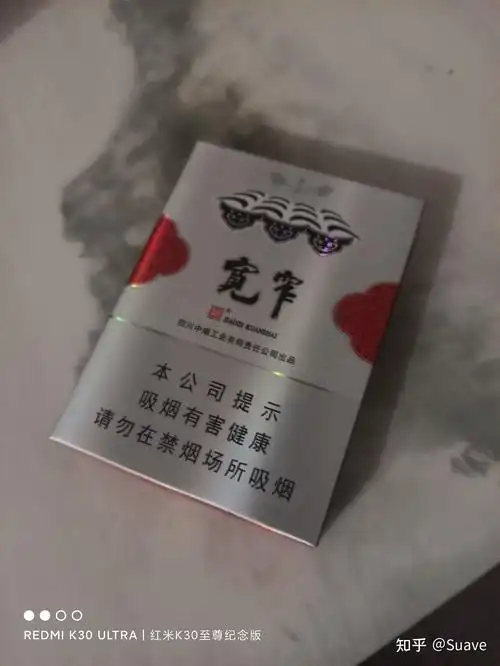 宽窄
四川中烟工业有限责任公司出品
本公司提示
吸烟有害健康
请勿在禁烟场所吸烟
REDMI K30 ULTRA | 红米K30至尊纪念版
知乎 @Suave